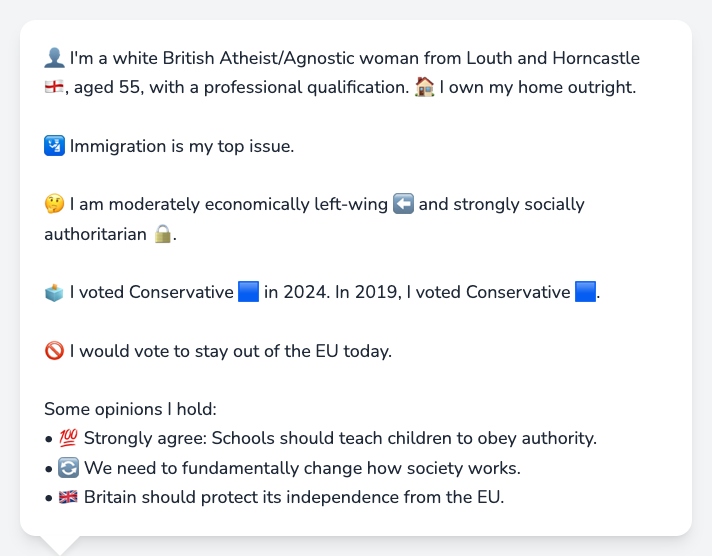 👤 I'm a white British Atheist/Agnostic woman from Louth and Horncastle
🏴󠁧󠁢󠁥󠁮󠁧󠁿, aged 55, with a professional qualification. 🏠 I own my home outright.
🛂 Immigration is my top issue.
🤔 I am moderately economically left-wing ⬅️ and strongly socially
authoritarian 🔒.
🗳️ I voted Conservative 🟦 in 2024. In 2019, I voted Conservative 🟦.
🚫 I would vote to stay out of the EU today.
Some opinions I hold:
• 💯 Strongly agree: Schools should teach children to obey authority.
• 🔄 We need to fundamentally change how society works.
• 🇬🇧 Britain should protect its independence from the EU.